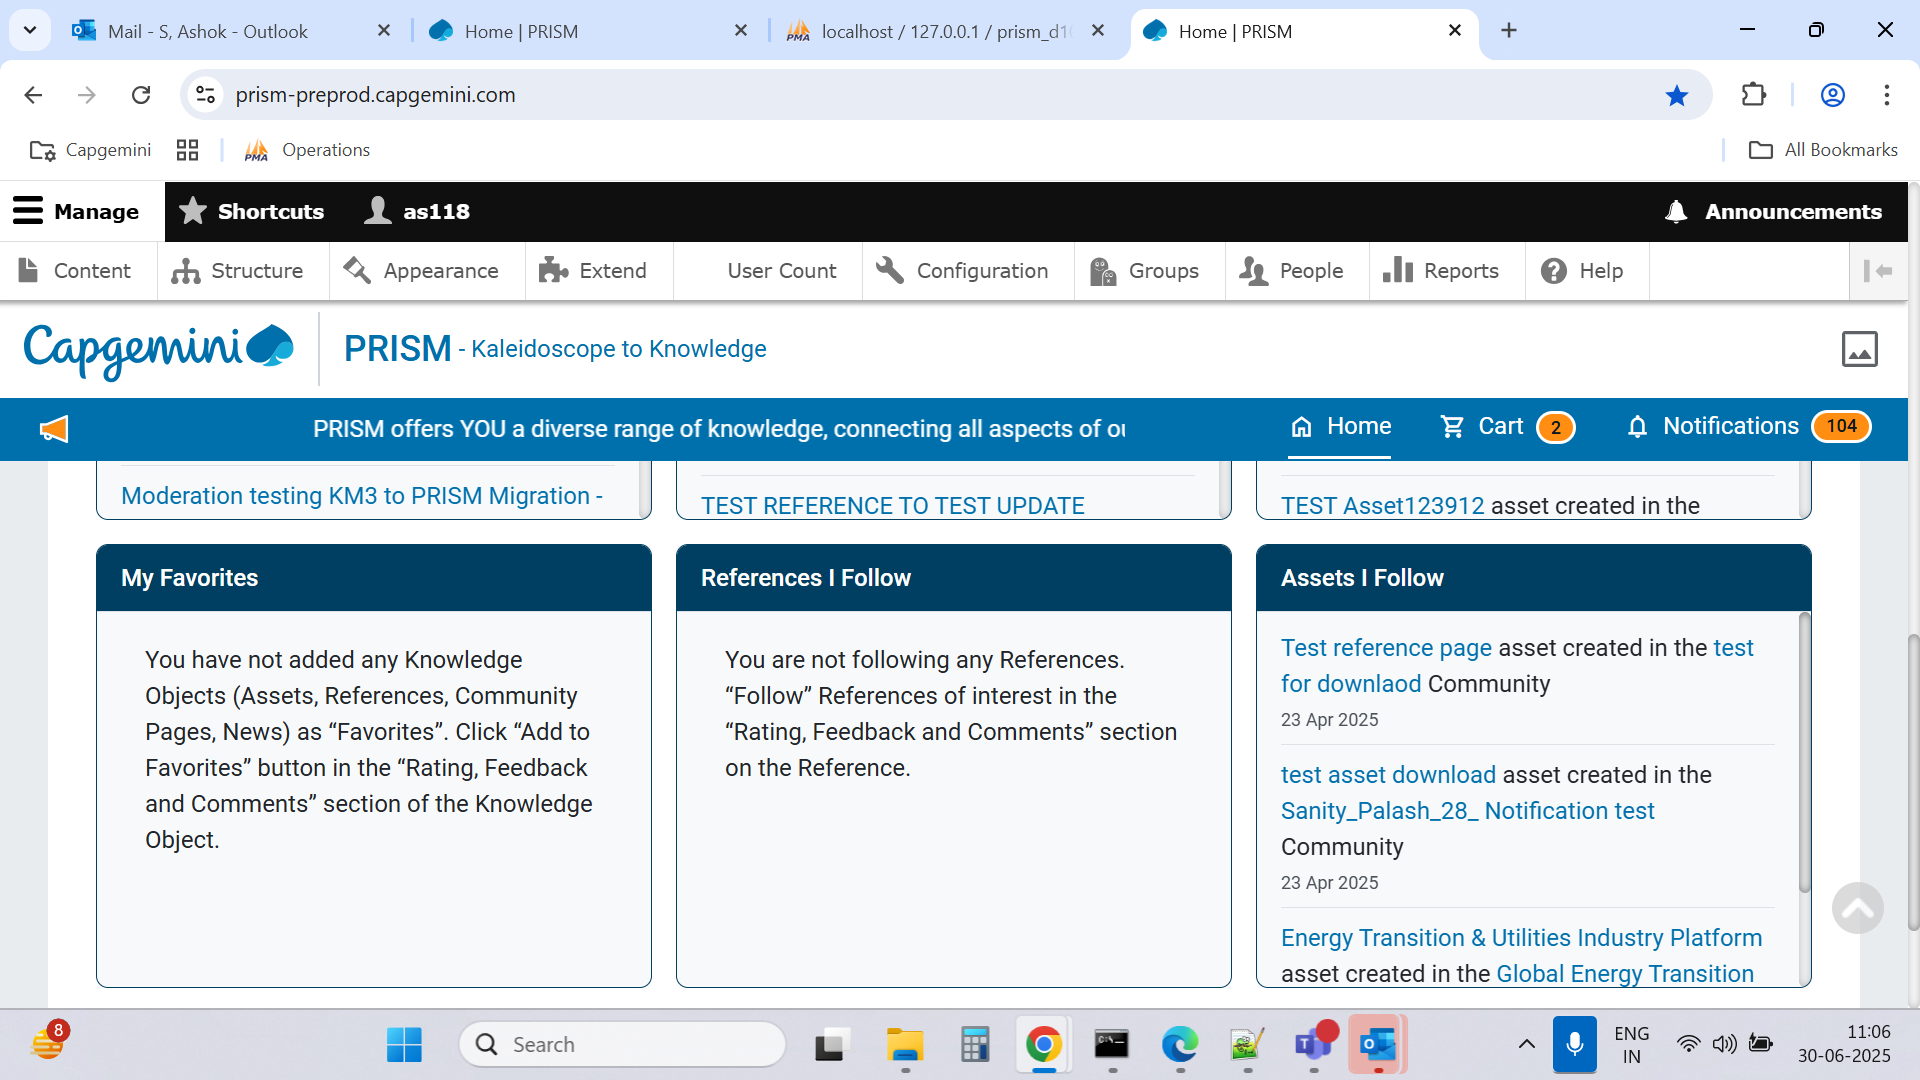 Mail - S, Ashok - Outlook
Home | PRISM
localhost / 127.0.0.1 / prism_d10
Home | PRISM
prism-preprod.capgemini.com
Capgemini
PMA
Operations
All Bookmarks
Manage
Shortcuts
as118
Announcements
Content
Structure
Appearance
Extend
User Count
Configuration
Groups
People
Reports
Help
Capgemini
PRISM - Kaleidoscope to Knowledge
PRISM offers YOU a diverse range of knowledge, connecting all aspects of ou
Home
Cart 2
Notifications 104
Moderation testing KM3 to PRISM Migration -
TEST REFERENCE TO TEST UPDATE
TEST Asset123912 asset created in the
My Favorites
You have not added any Knowledge
Objects (Assets, References, Community
Pages, News) as “Favorites”. Click “Add to
Favorites” button in the “Rating, Feedback
and Comments” section of the Knowledge
Object.
References I Follow
You are not following any References.
“Follow” References of interest in the
“Rating, Feedback and Comments” section
on the Reference.
Assets I Follow
Test reference page asset created in the test
for downlaod Community
23 Apr 2025
test asset download asset created in the
Sanity_Palash_28_ Notification test
Community
23 Apr 2025
Energy Transition & Utilities Industry Platform
asset created in the Global Energy Transition
8
Search
ENG
IN
11:06
30-06-2025